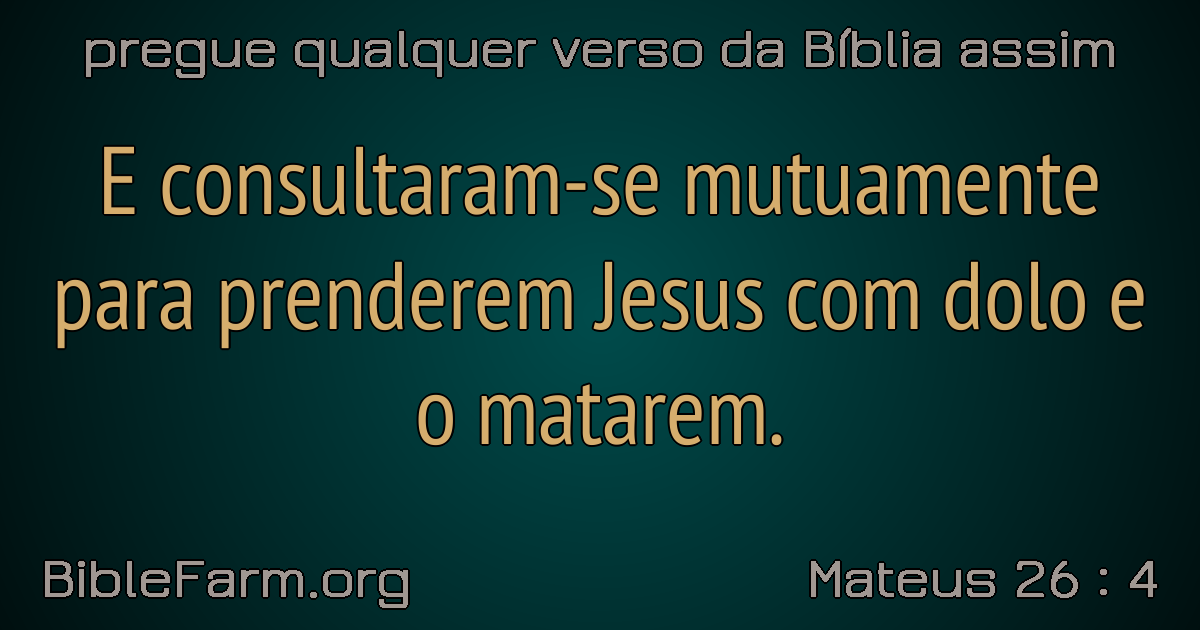 pregue qualquer verso da Bíblia assim
E consultaram-se mutuamente
para prenderem Jesus com dolo e
o matarem.
BibleFarm.org
Mateus 26 : 4